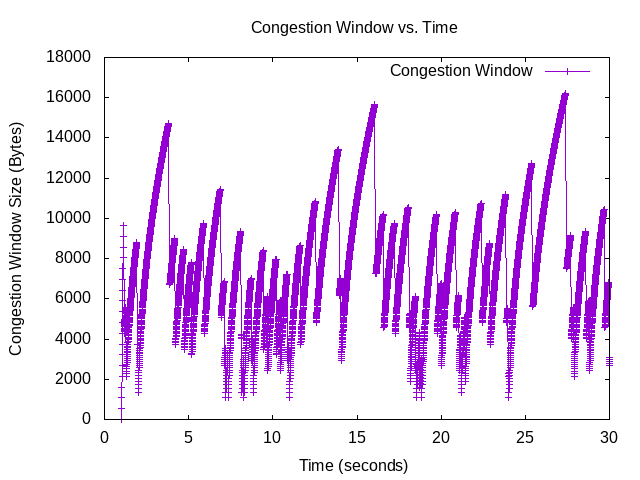 Congestion Window vs. Time
Congestion Window
18000
16000
14000
12000
10000
8000
6000
4000
2000
0
Congestion Window Size (Bytes)
0 5 10 15 20 25 30
Time (seconds)